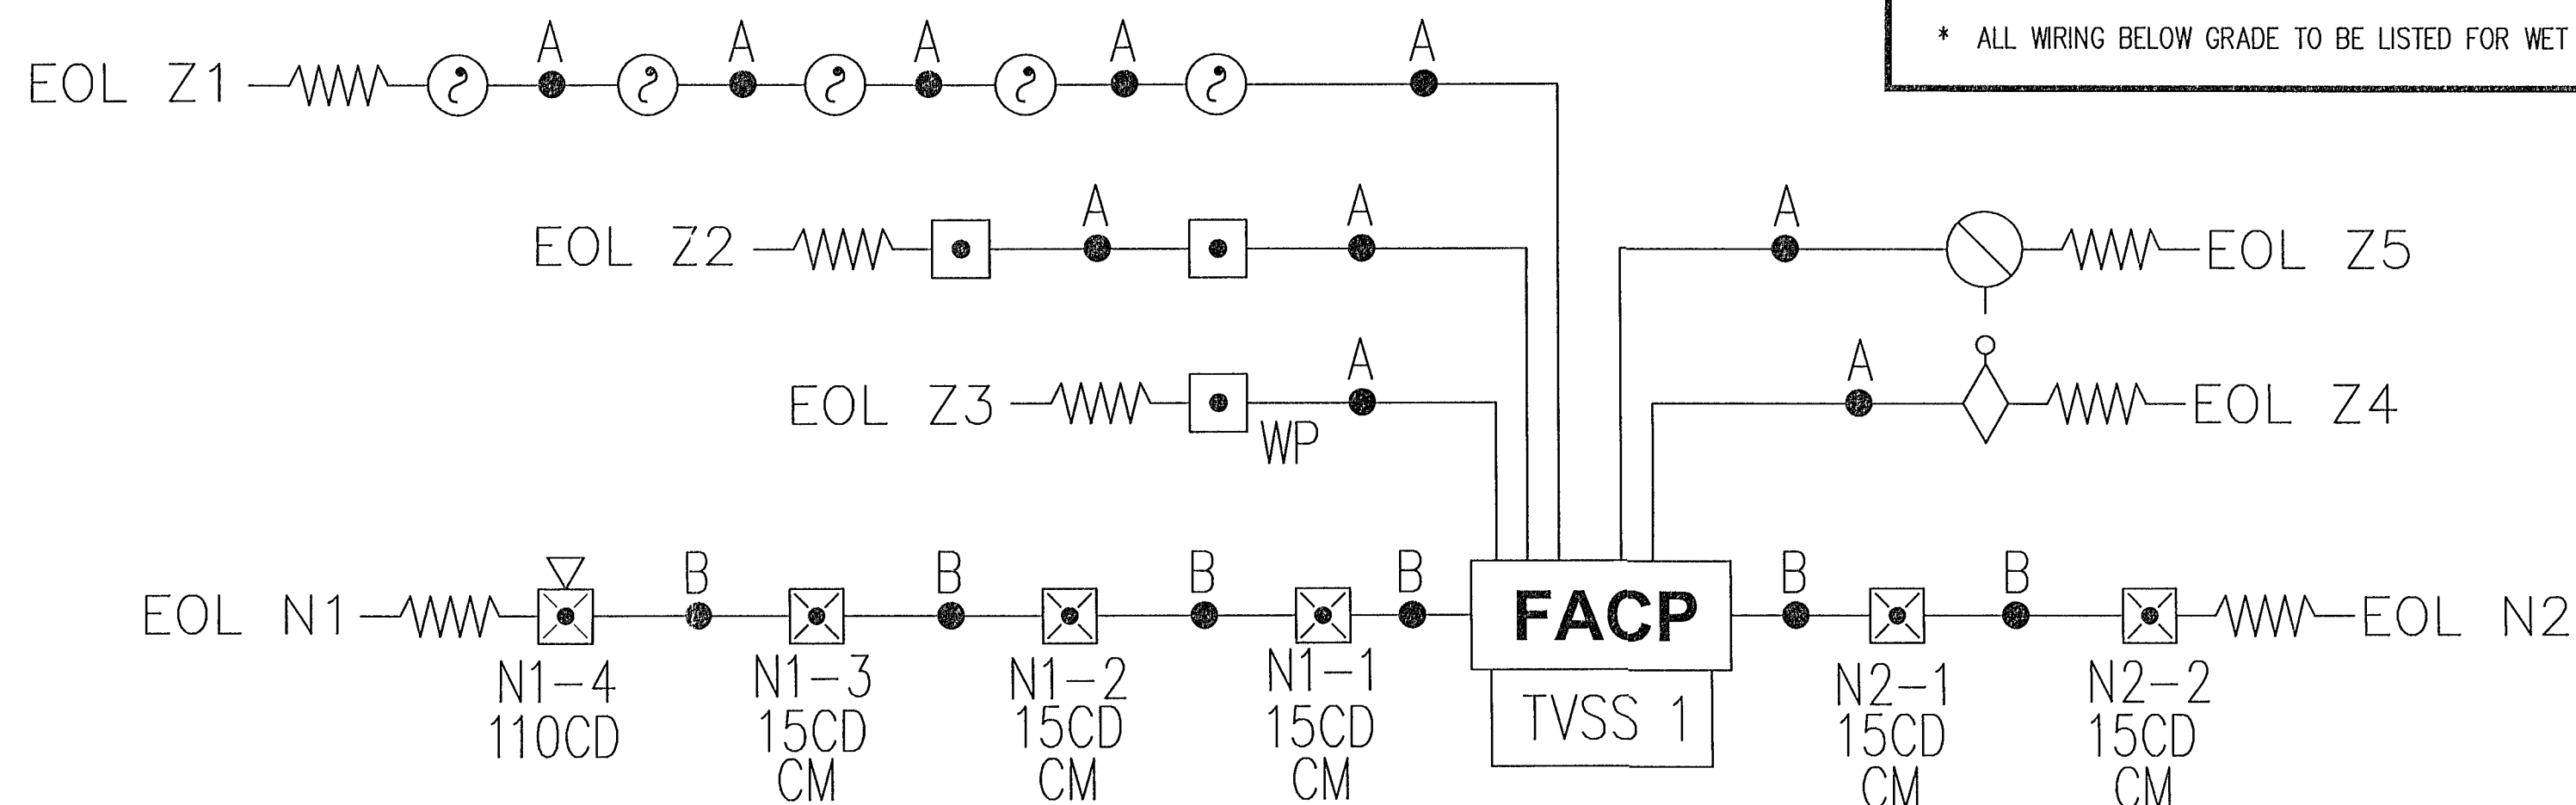 * ALL WIRING BELOW GRADE TO BE LISTED FOR WET
A A A A A
EOL Z1
A A A
EOL Z2 EOL Z5
A A
EOL Z3 WP EOL Z4
B B B B B B
EOL N1 FACP EOL N2
N1-4 N1-3 N1-2 N1-1 TVSS 1 N2-1 N2-2
110CD 15CD 15CD 15CD 15CD 15CD
CM CM CM CM CM